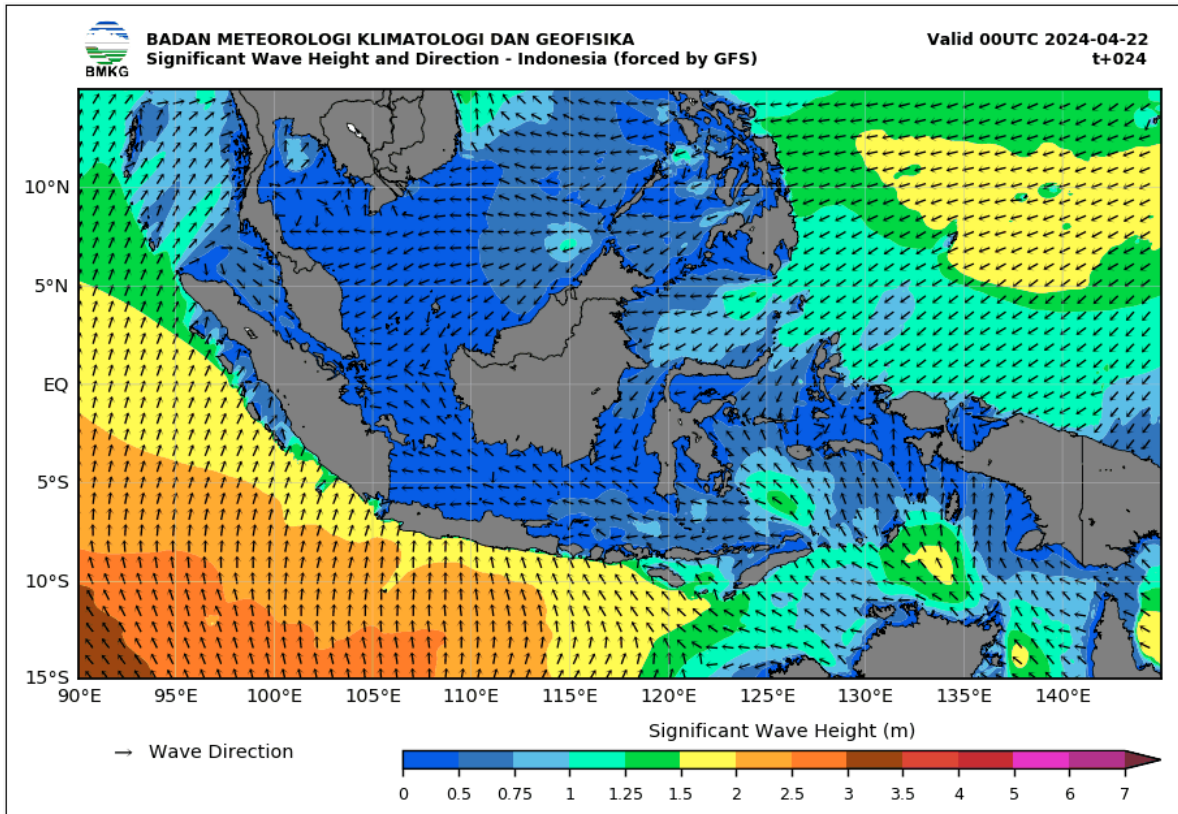 BADAN METEOROLOGI KLIMATOLOGI DAN GEOFISIKA
Significant Wave Height and Direction - Indonesia (forced by GFS)
Valid 00UTC 2024-04-22
t+024
BMKG
10°N
5°N
EQ
5°S
10°S
15°S
90°E 95°E 100°E 105°E 110°E 115°E 120°E 125°E 130°E 135°E 140°E
Significant Wave Height (m)
→ Wave Direction
0 0.5 0.75 1 1.25 1.5 2 2.5 3 3.5 4 5 6 7